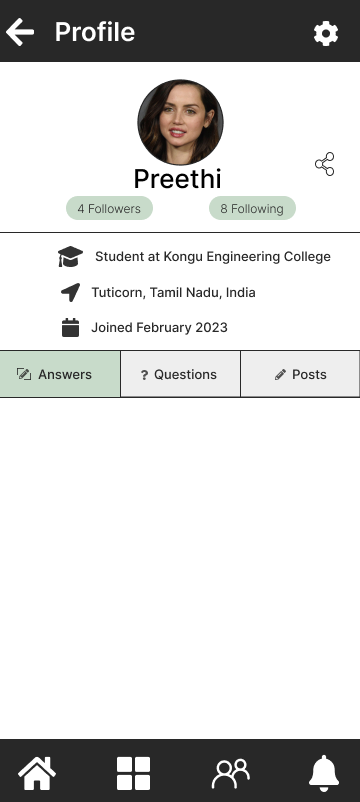 Profile
Preethi
4 Followers
8 Following
Student at Kongu Engineering College
Tuticorn, Tamil Nadu, India
Joined February 2023
Answers
? Questions
Posts